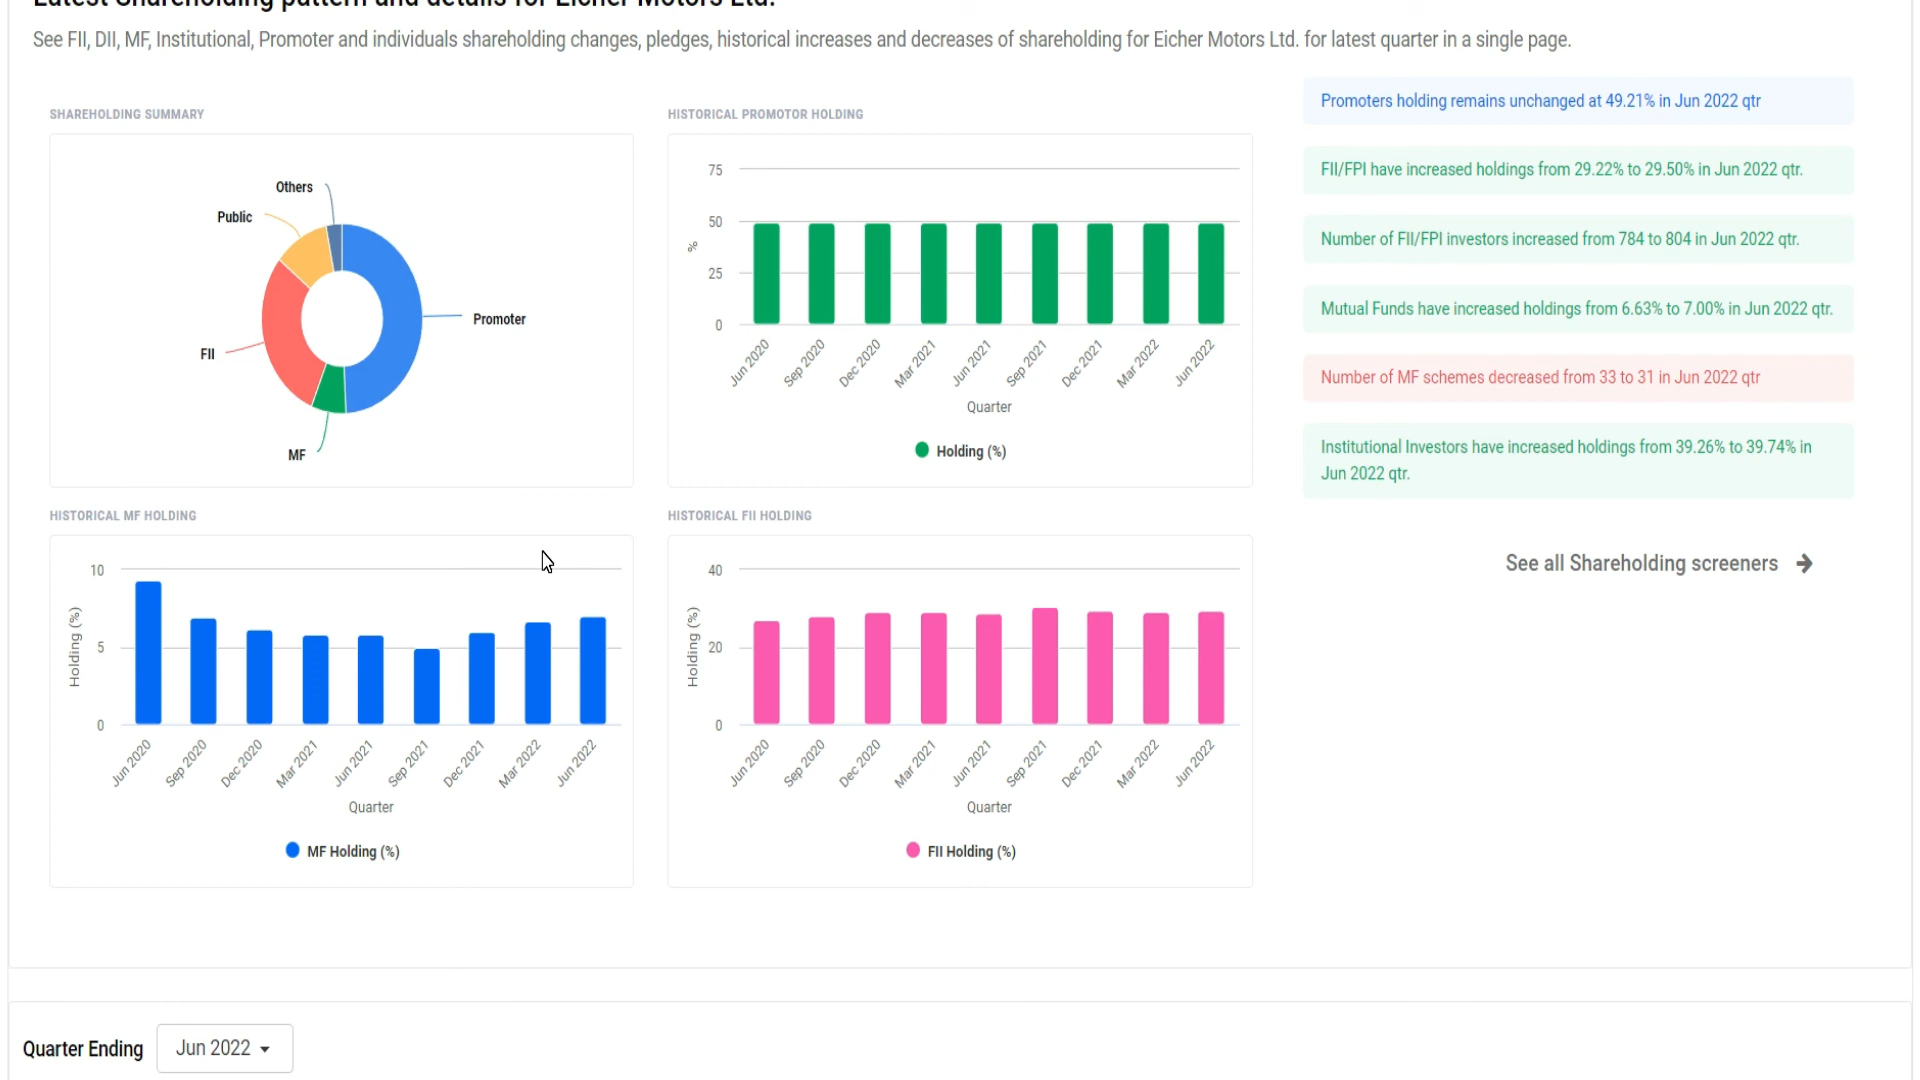 Latest Shareholding pattern and details for Eicher Motors Ltd.
See FII, DII, MF, Institutional, Promoter and individuals shareholding changes, pledges, historical increases and decreases of shareholding for Eicher Motors Ltd. for latest quarter in a single page.
SHAREHOLDING SUMMARY
Others
Public
Promoter
FII
MF
HISTORICAL PROMOTOR HOLDING
75
50
25
0
%
Jun 2020
Sep 2020
Dec 2020
Mar 2021
Jun 2021
Sep 2021
Dec 2021
Mar 2022
Jun 2022
Quarter
Holding (%)
Promoters holding remains unchanged at 49.21% in Jun 2022 qtr
FII/FPI have increased holdings from 29.22% to 29.50% in Jun 2022 qtr.
Number of FII/FPI investors increased from 784 to 804 in Jun 2022 qtr.
Mutual Funds have increased holdings from 6.63% to 7.00% in Jun 2022 qtr.
Number of MF schemes decreased from 33 to 31 in Jun 2022 qtr
Institutional Investors have increased holdings from 39.26% to 39.74% in
Jun 2022 qtr.
See all Shareholding screeners
HISTORICAL MF HOLDING
10
5
0
Holding (%)
Jun 2020
Sep 2020
Dec 2020
Mar 2021
Jun 2021
Sep 2021
Dec 2021
Mar 2022
Jun 2022
Quarter
MF Holding (%)
HISTORICAL FII HOLDING
40
20
0
Holding (%)
Jun 2020
Sep 2020
Dec 2020
Mar 2021
Jun 2021
Sep 2021
Dec 2021
Mar 2022
Jun 2022
Quarter
FII Holding (%)
Quarter Ending
Jun 2022